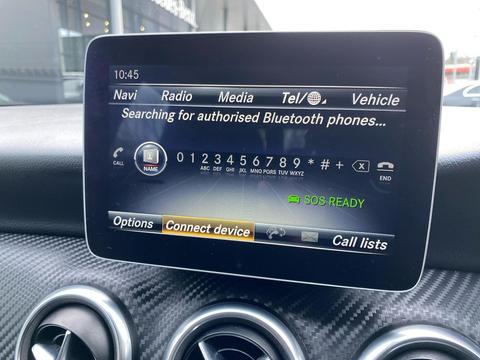 10:45
Navi Radio Media Tel/ Vehicle
Searching for authorised Bluetooth phones...
CALL NAME 0 1 2 ABC 3 DEF 4 GHI 5 JKL 6 MNO 7 PQRS 8 TUV 9 WXYZ * # + END
SOS READY
Options Connect device Call lists